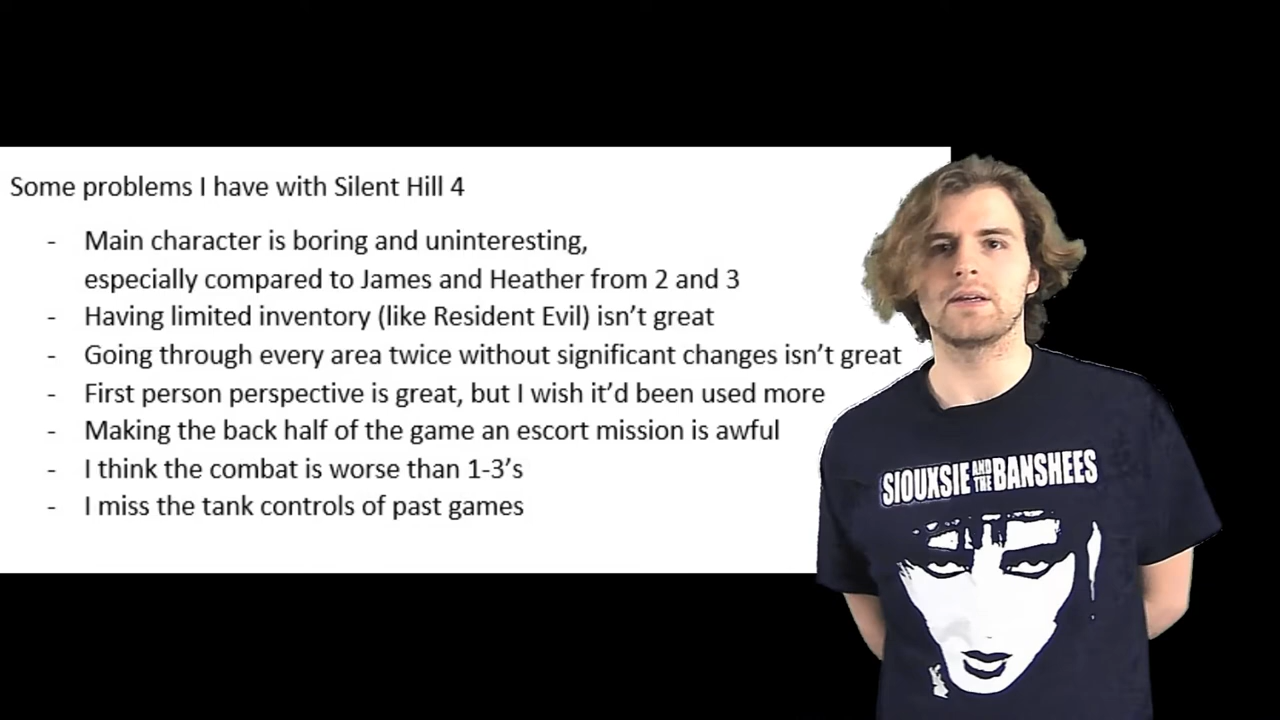 Some problems I have with Silent Hill 4
- Main character is boring and uninteresting,
especially compared to James and Heather from 2 and 3
- Having limited inventory (like Resident Evil) isn't great
- Going through every area twice without significant changes isn't great
- First person perspective is great, but I wish it'd been used more
- Making the back half of the game an escort mission is awful
- I think the combat is worse than 1-3's
- I miss the tank controls of past games
SIOUXSIE AND THE BANSHEES